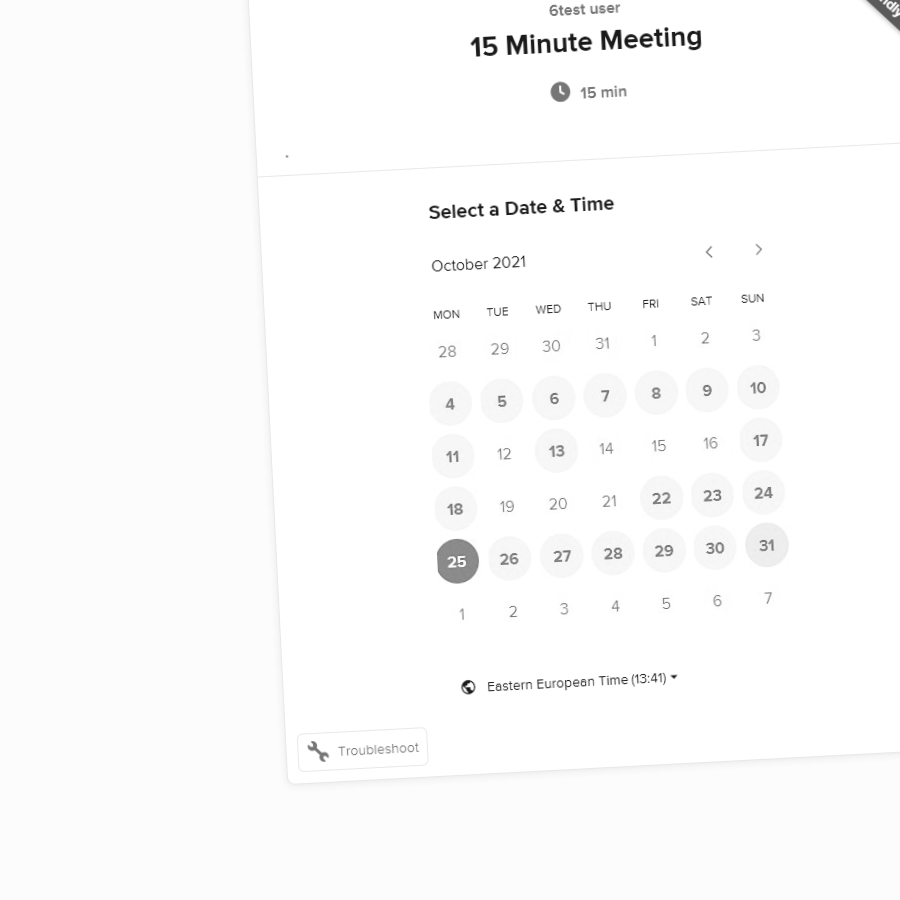 6test user
15 Minute Meeting
15 min
.
Select a Date & Time
October 2021
MON TUE WED THU FRI SAT SUN
28 29 30 31 1 2 3
4 5 6 7 8 9 10
11 12 13 14 15 16 17
18 19 20 21 22 23 24
25 26 27 28 29 30 31
1 2 3 4 5 6 7
Eastern European Time (13:41)
Troubleshoot